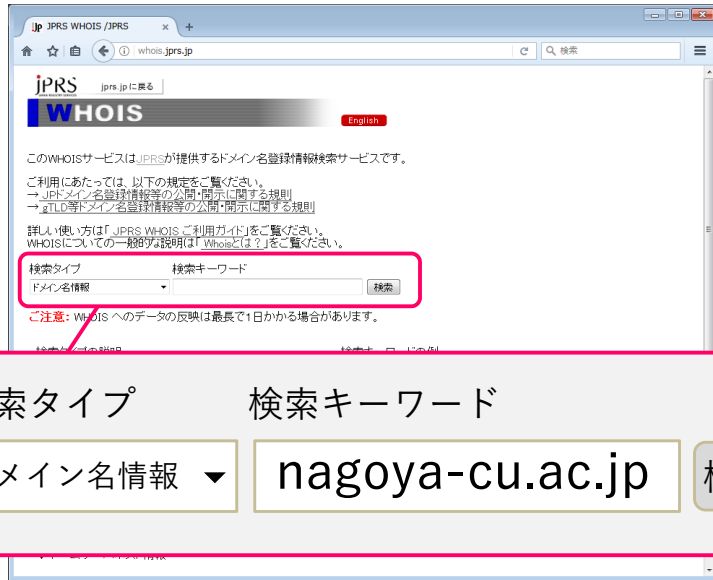 JPRS WHOIS /JPRS
whois.jprs.jp
検索
JPRS jprs.jpに戻る
WHOIS
English
このWHOISサービスはJPRSが提供するドメイン名登録情報検索サービスです。
ご利用にあたっては、以下の規定をご覧ください。
→ JPドメイン名登録情報等の公開・開示に関する規則
→ gTLD等ドメイン名登録情報等の公開・開示に関する規則
詳しい使い方は「JPRS WHOIS ご利用ガイド」をご覧ください。
WHOISについての一般的な説明は「Whoisとは?」をご覧ください。
検索タイプ 検索キーワード
ドメイン名情報 検索
ご注意: WHOIS へのデータの反映は最長で1日かかる場合があります。
索タイプ 検索キーワード
メイン名情報 nagoya-cu.ac.jp